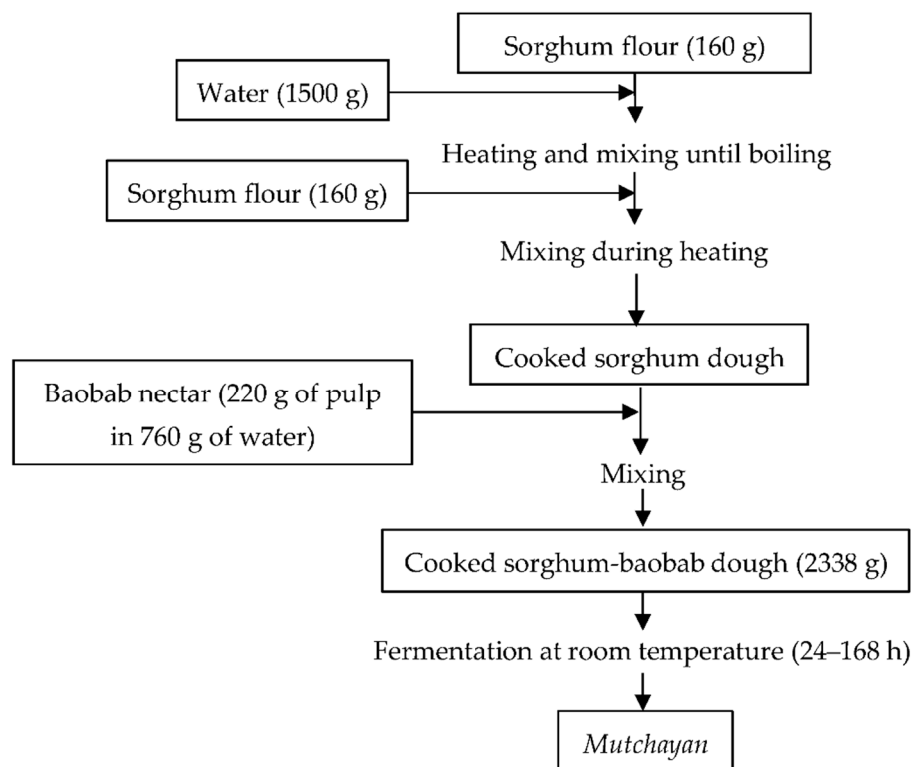 Sorghum flour (160 g)
Water (1500 g)
Heating and mixing until boiling
Sorghum flour (160 g)
Mixing during heating
Cooked sorghum dough
Baobab nectar (220 g of pulp
in 760 g of water)
Mixing
Cooked sorghum-baobab dough (2338 g)
Fermentation at room temperature (24–168 h)
Mutchayan